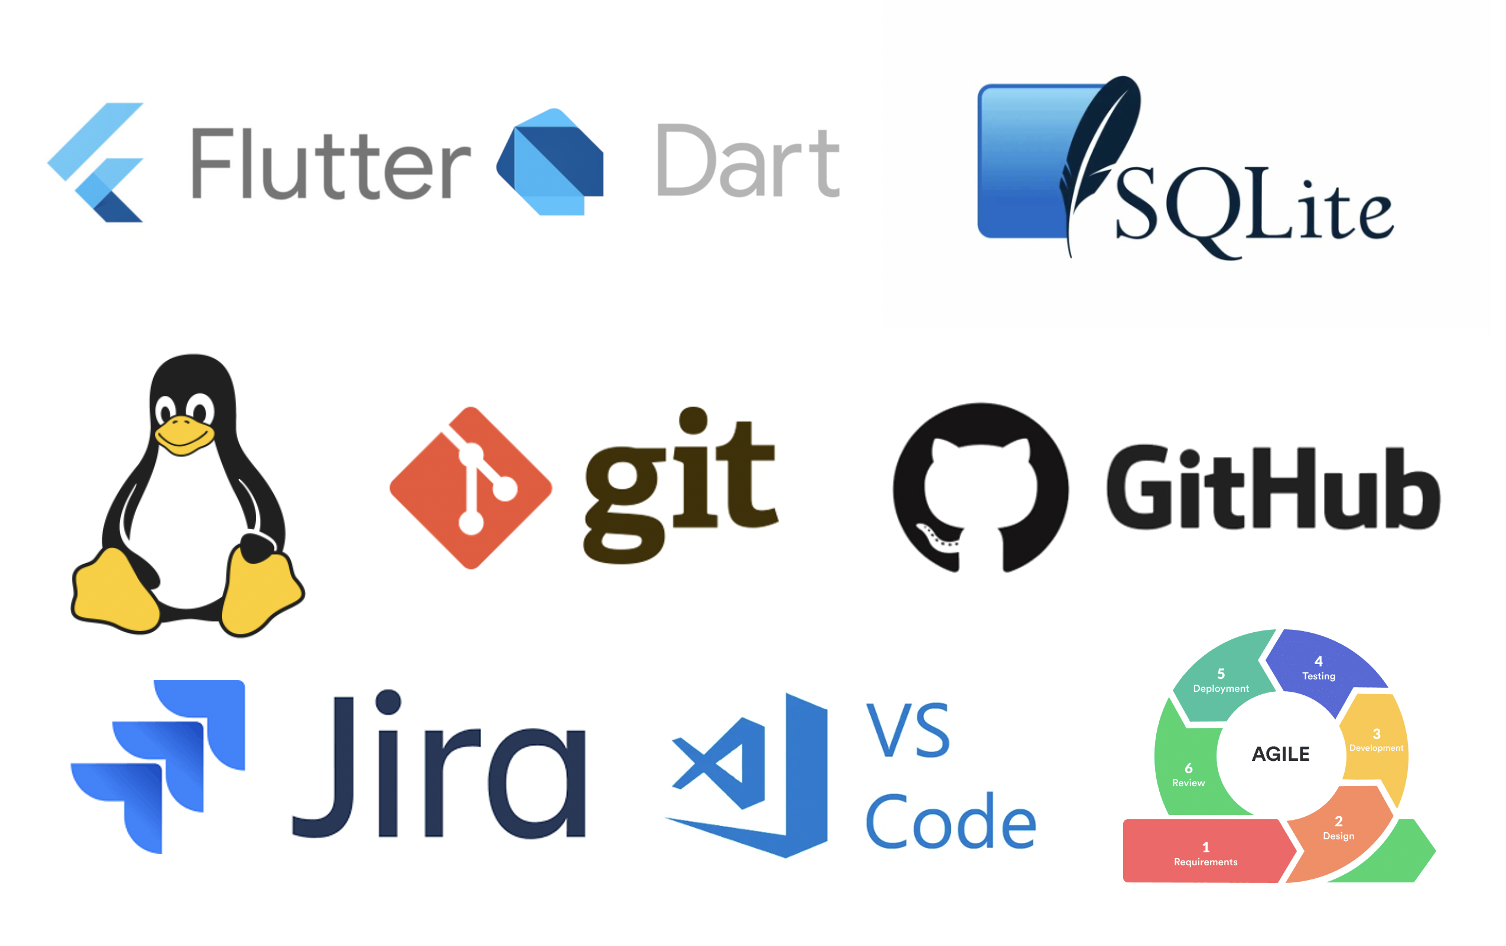 Flutter
Dart
SQLite
git
GitHub
Jira
VS
Code
AGILE
1
Requirements
2
Design
3
Development
4
Testing
5
Deployment
6
Review